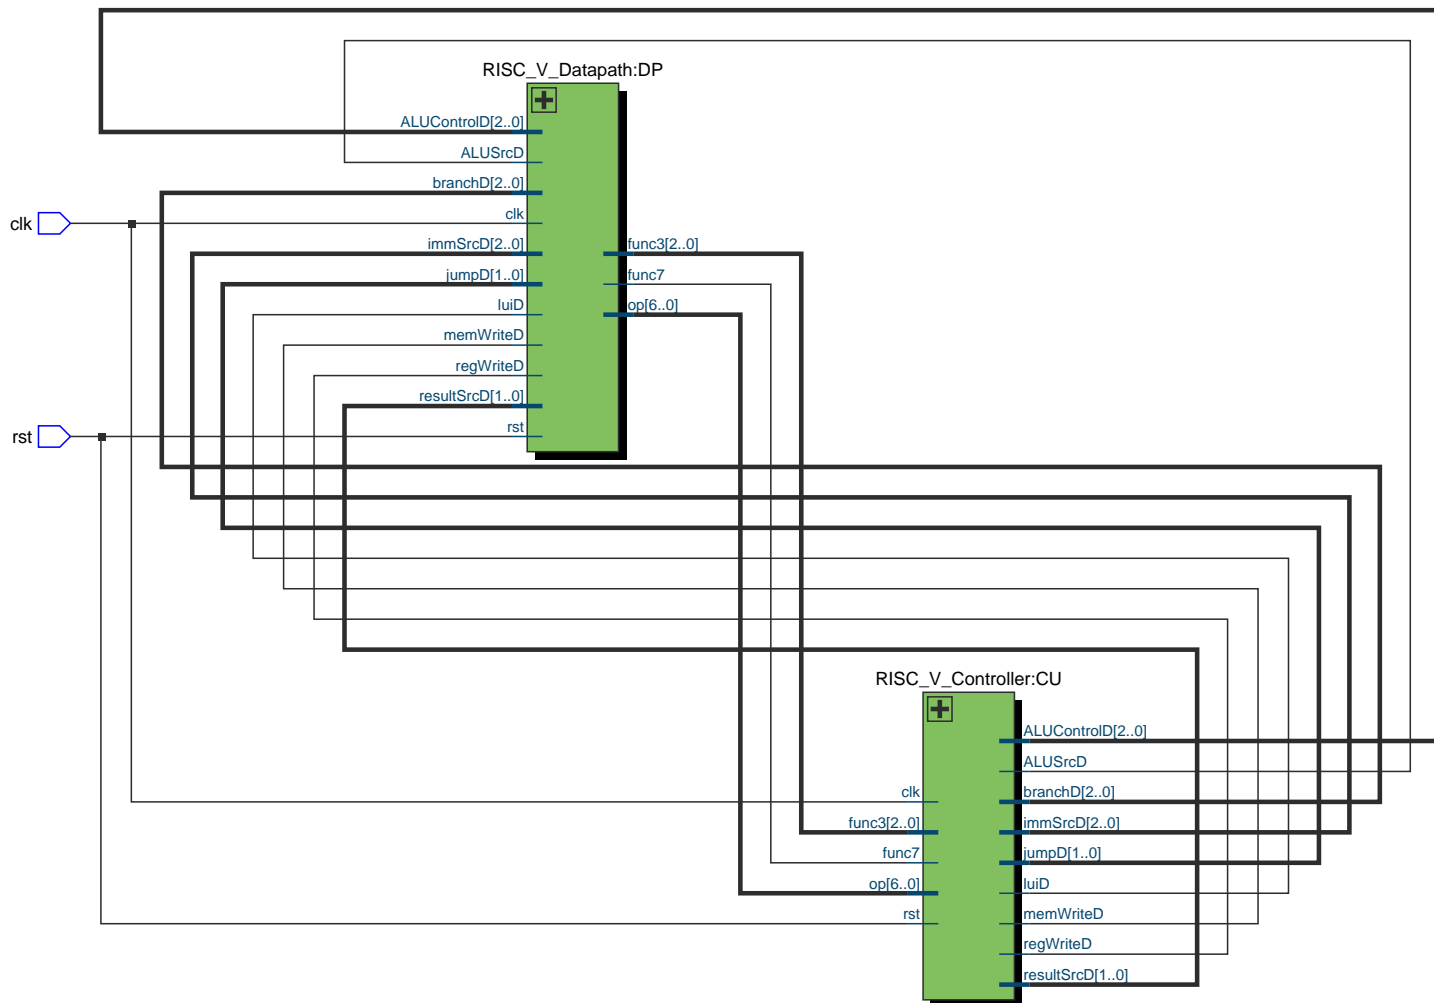 RISC_V_Datapath:DP
ALUControlD[2..0]
ALUSrcD
branchD[2..0]
clk
clk
immSrcD[2..0]
func3[2..0]
jumpD[1..0]
func7
luiD
op[6..0]
memWriteD
regWriteD
resultSrcD[1..0]
rst
rst
RISC_V_Controller:CU
ALUControlD[2..0]
ALUSrcD
clk
branchD[2..0]
func3[2..0]
immSrcD[2..0]
func7
jumpD[1..0]
op[6..0]
luiD
rst
memWriteD
regWriteD
resultSrcD[1..0]